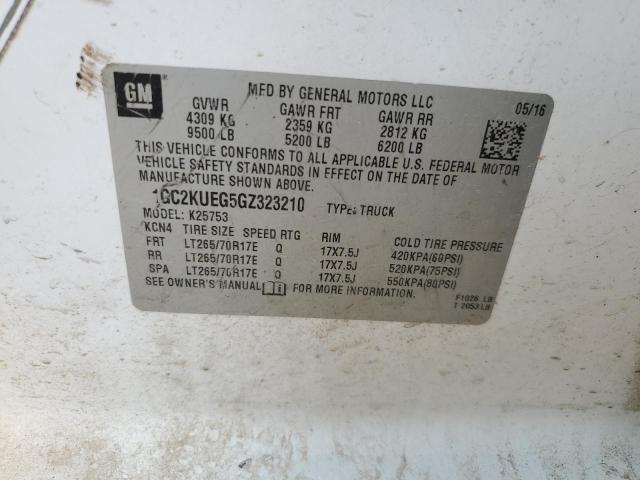 GM
MFD BY GENERAL MOTORS LLC
05/16
GVWR GAWR FRT GAWR RR
4309 KG 2359 KG 2812 KG
9500 LB 5200 LB 6200 LB
THIS VEHICLE CONFORMS TO ALL APPLICABLE U.S. FEDERAL MOTOR
VEHICLE SAFETY STANDARDS IN EFFECT ON THE DATE OF
MANUFACTURE SHOWN ABOVE.
1GC2KUEG5GZ323210 TYPE: TRUCK
MODEL: K25753
KCN4 TIRE SIZE SPEED RTG RIM COLD TIRE PRESSURE
FRT LT265/70R17E Q 17X7.5J 420KPA(60PSI)
RR LT265/70R17E Q 17X7.5J 520KPA(75PSI)
SPA LT265/70R17E Q 17X7.5J 550KPA(80PSI)
SEE OWNER'S MANUAL FOR MORE INFORMATION.
F1026 LB
T 2053 LB